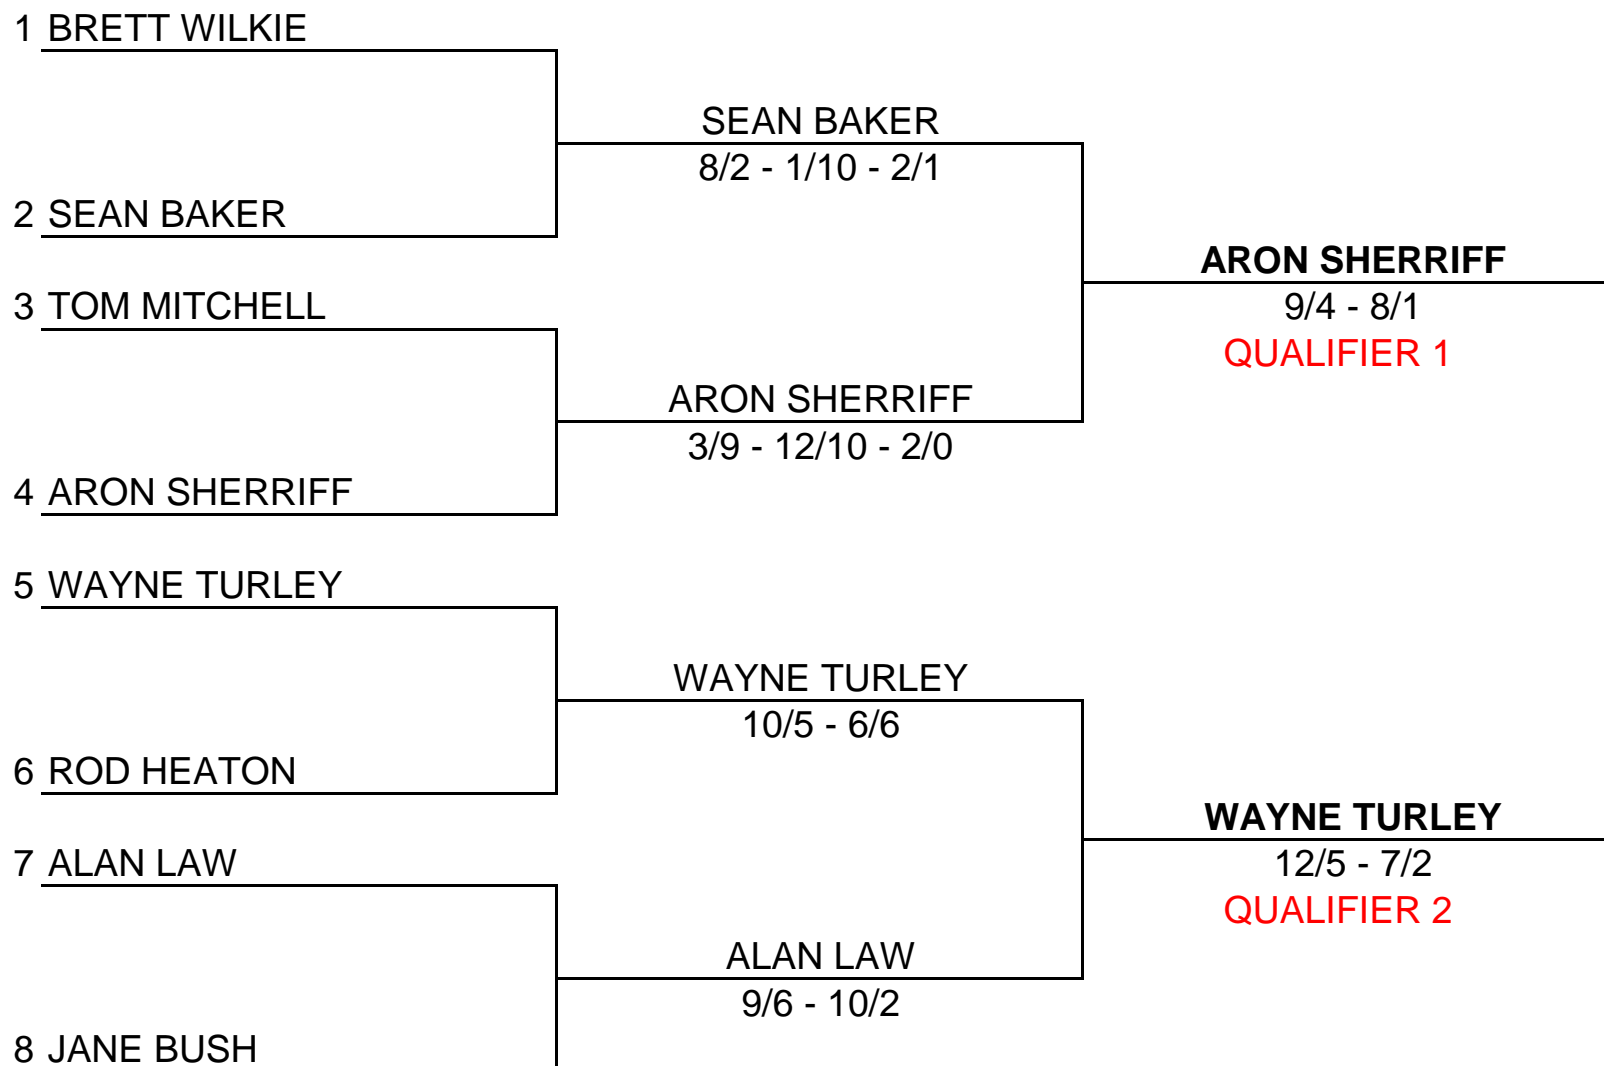 1 BRETT WILKIE
SEAN BAKER
8/2 - 1/10 - 2/1
2 SEAN BAKER
ARON SHERRIFF
3 TOM MITCHELL
9/4 - 8/1
QUALIFIER 1
ARON SHERRIFF
3/9 - 12/10 - 2/0
4 ARON SHERRIFF
5 WAYNE TURLEY
WAYNE TURLEY
10/5 - 6/6
6 ROD HEATON
WAYNE TURLEY
7 ALAN LAW
12/5 - 7/2
QUALIFIER 2
ALAN LAW
9/6 - 10/2
8 JANE BUSH